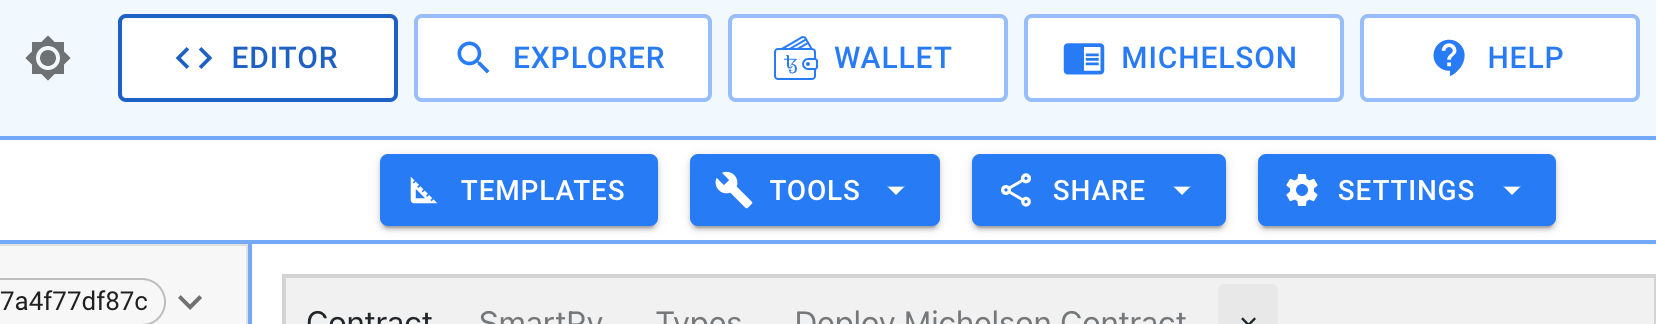 EDITOR EXPLORER WALLET MICHELSON HELP
TEMPLATES TOOLS SHARE SETTINGS
7a4f77df87c
Contract SmartPy Types Deploy Michelson Contract